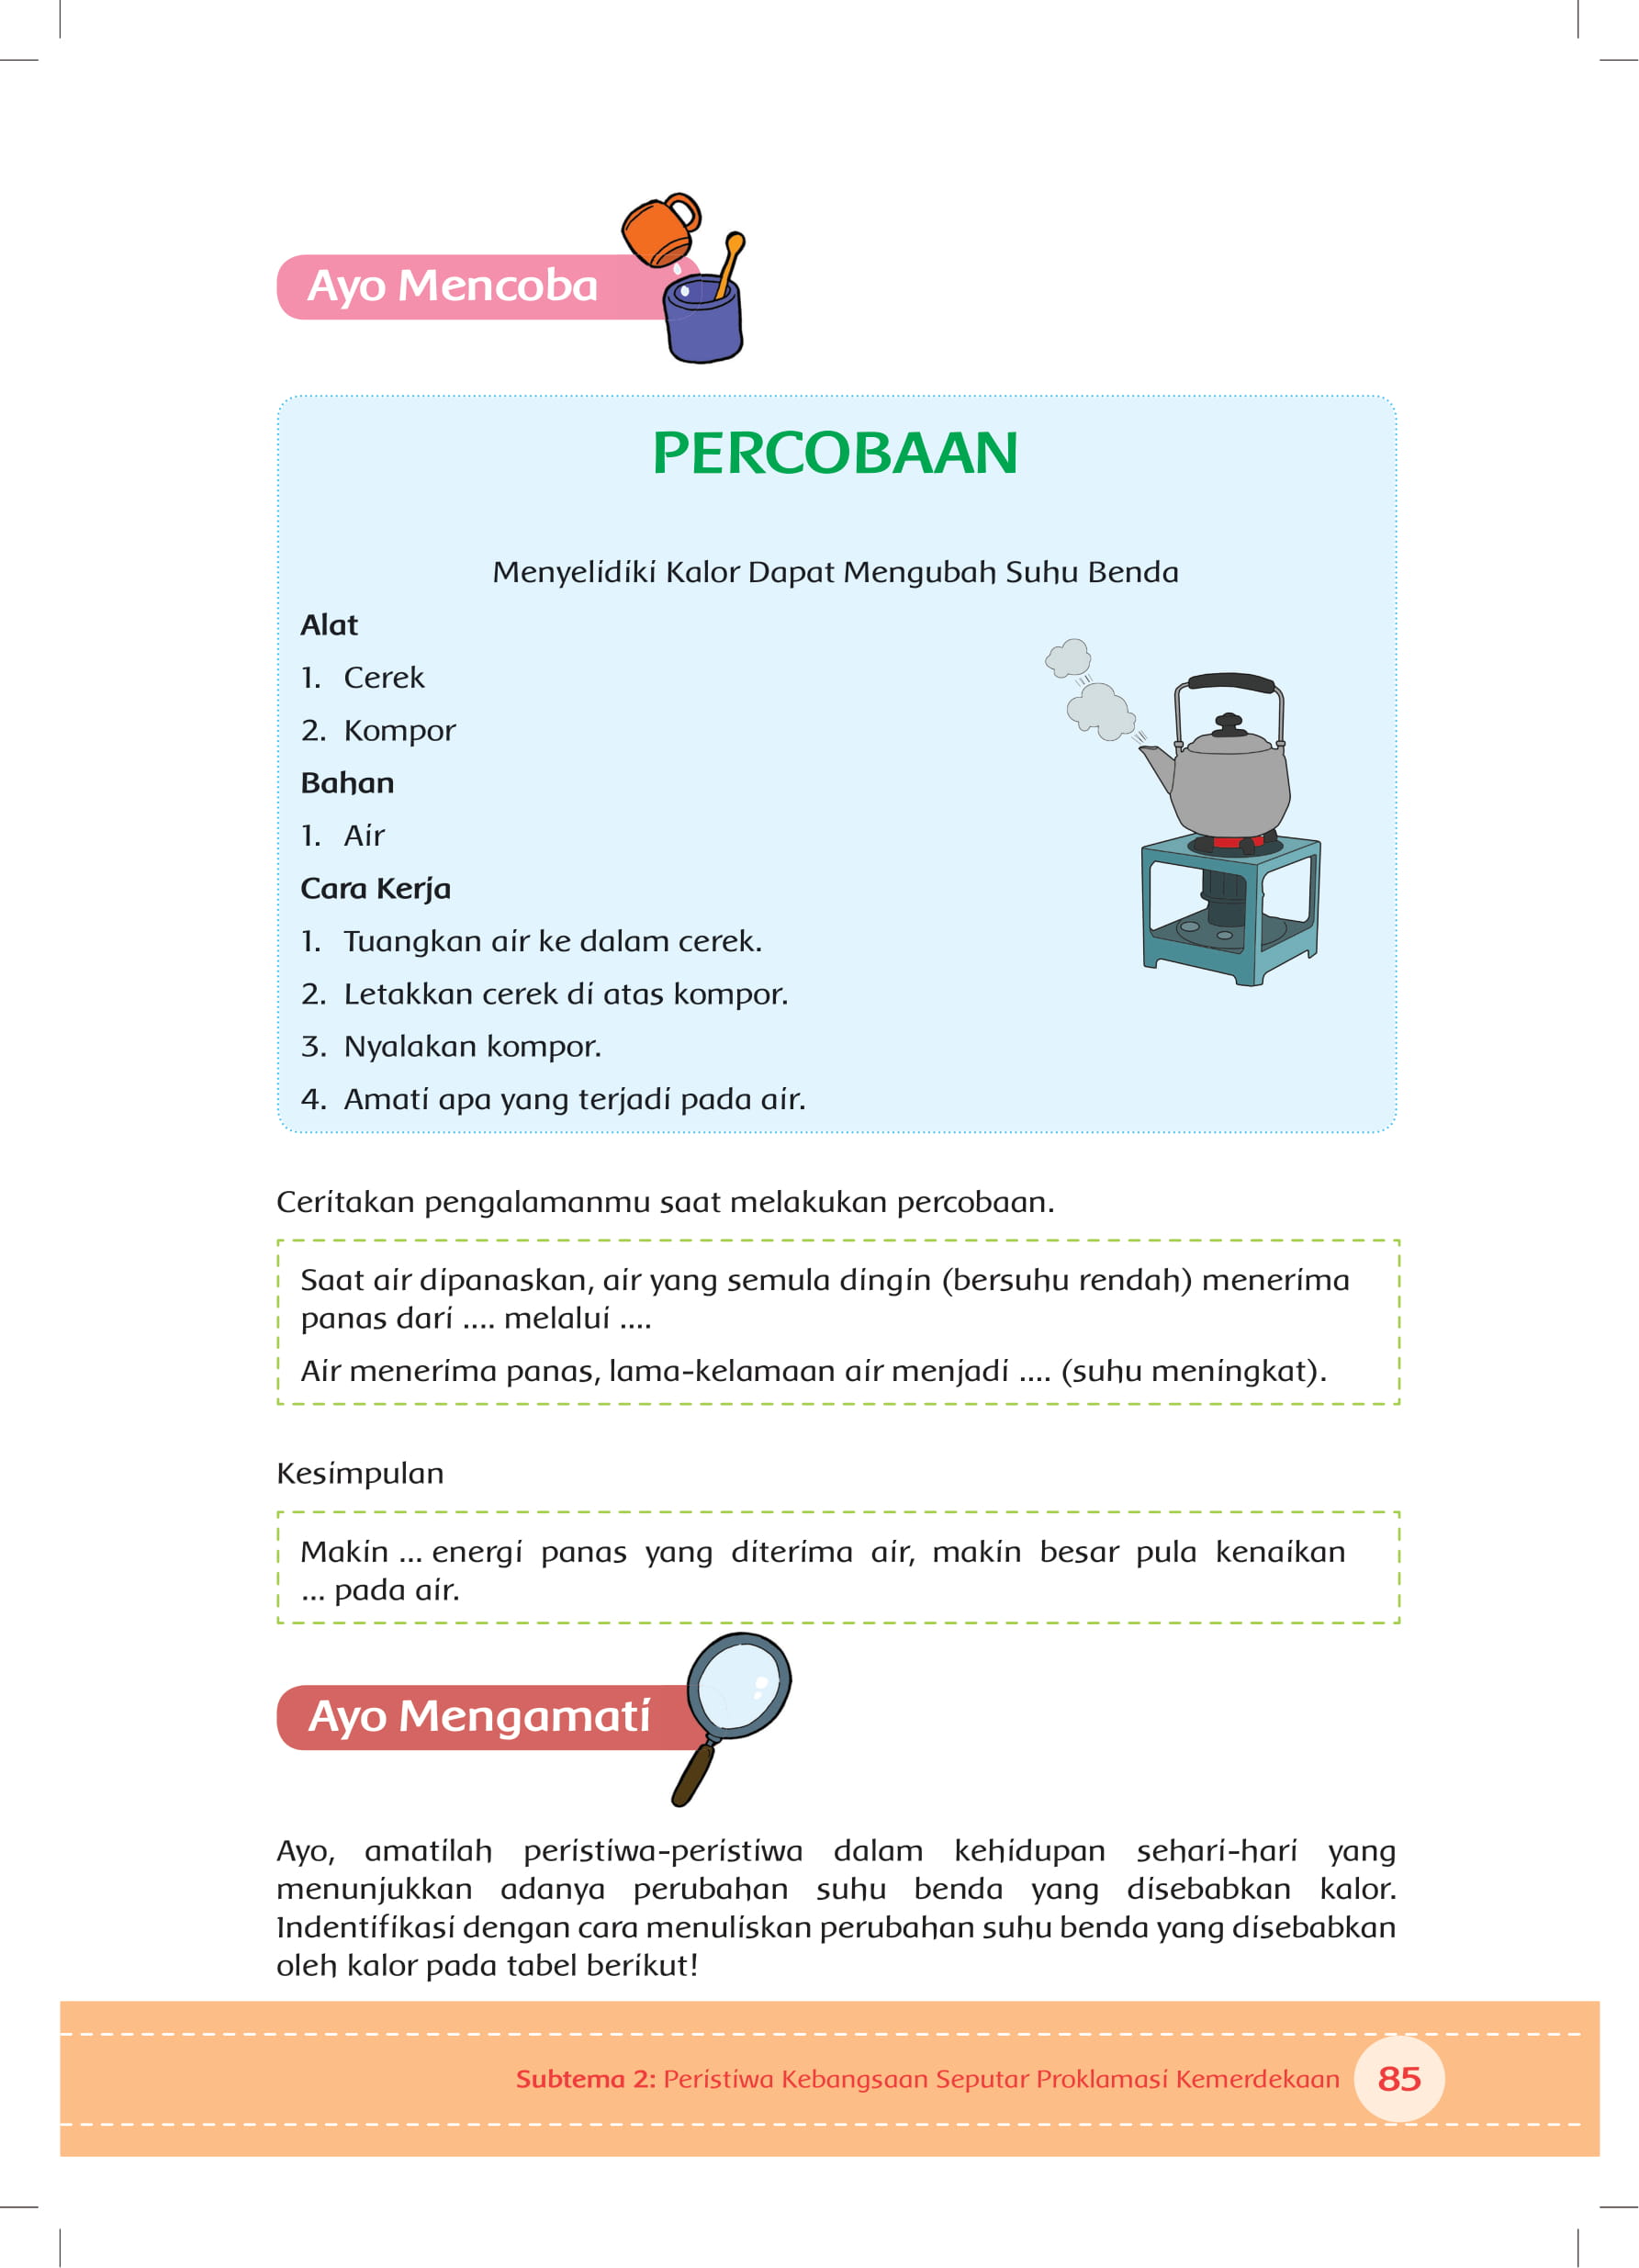 Ayo Mencoba
PERCOBAAN
Menyelidiki Kalor Dapat Mengubah Suhu Benda
Alat
1. Cerek
2. Kompor
Bahan
1. Air
Cara Kerja
1. Tuangkan air ke dalam cerek.
2. Letakkan cerek di atas kompor.
3. Nyalakan kompor.
4. Amati apa yang terjadi pada air.
Ceritakan pengalamanmu saat melakukan percobaan.
Saat air dipanaskan, air yang semula dingin (bersuhu rendah) menerima
panas dari .... melalui ....
Air menerima panas, lama-kelamaan air menjadi .... (suhu meningkat).
Kesimpulan
Makin ... energi panas yang diterima air, makin besar pula kenaikan
... pada air.
Ayo Mengamati
Ayo, amatilah peristiwa-peristiwa dalam kehidupan sehari-hari yang
menunjukkan adanya perubahan suhu benda yang disebabkan kalor.
Indentifikasi dengan cara menuliskan perubahan suhu benda yang disebabkan
oleh kalor pada tabel berikut!
Subtema 2: Peristiwa Kebangsaan Seputar Proklamasi Kemerdekaan 85